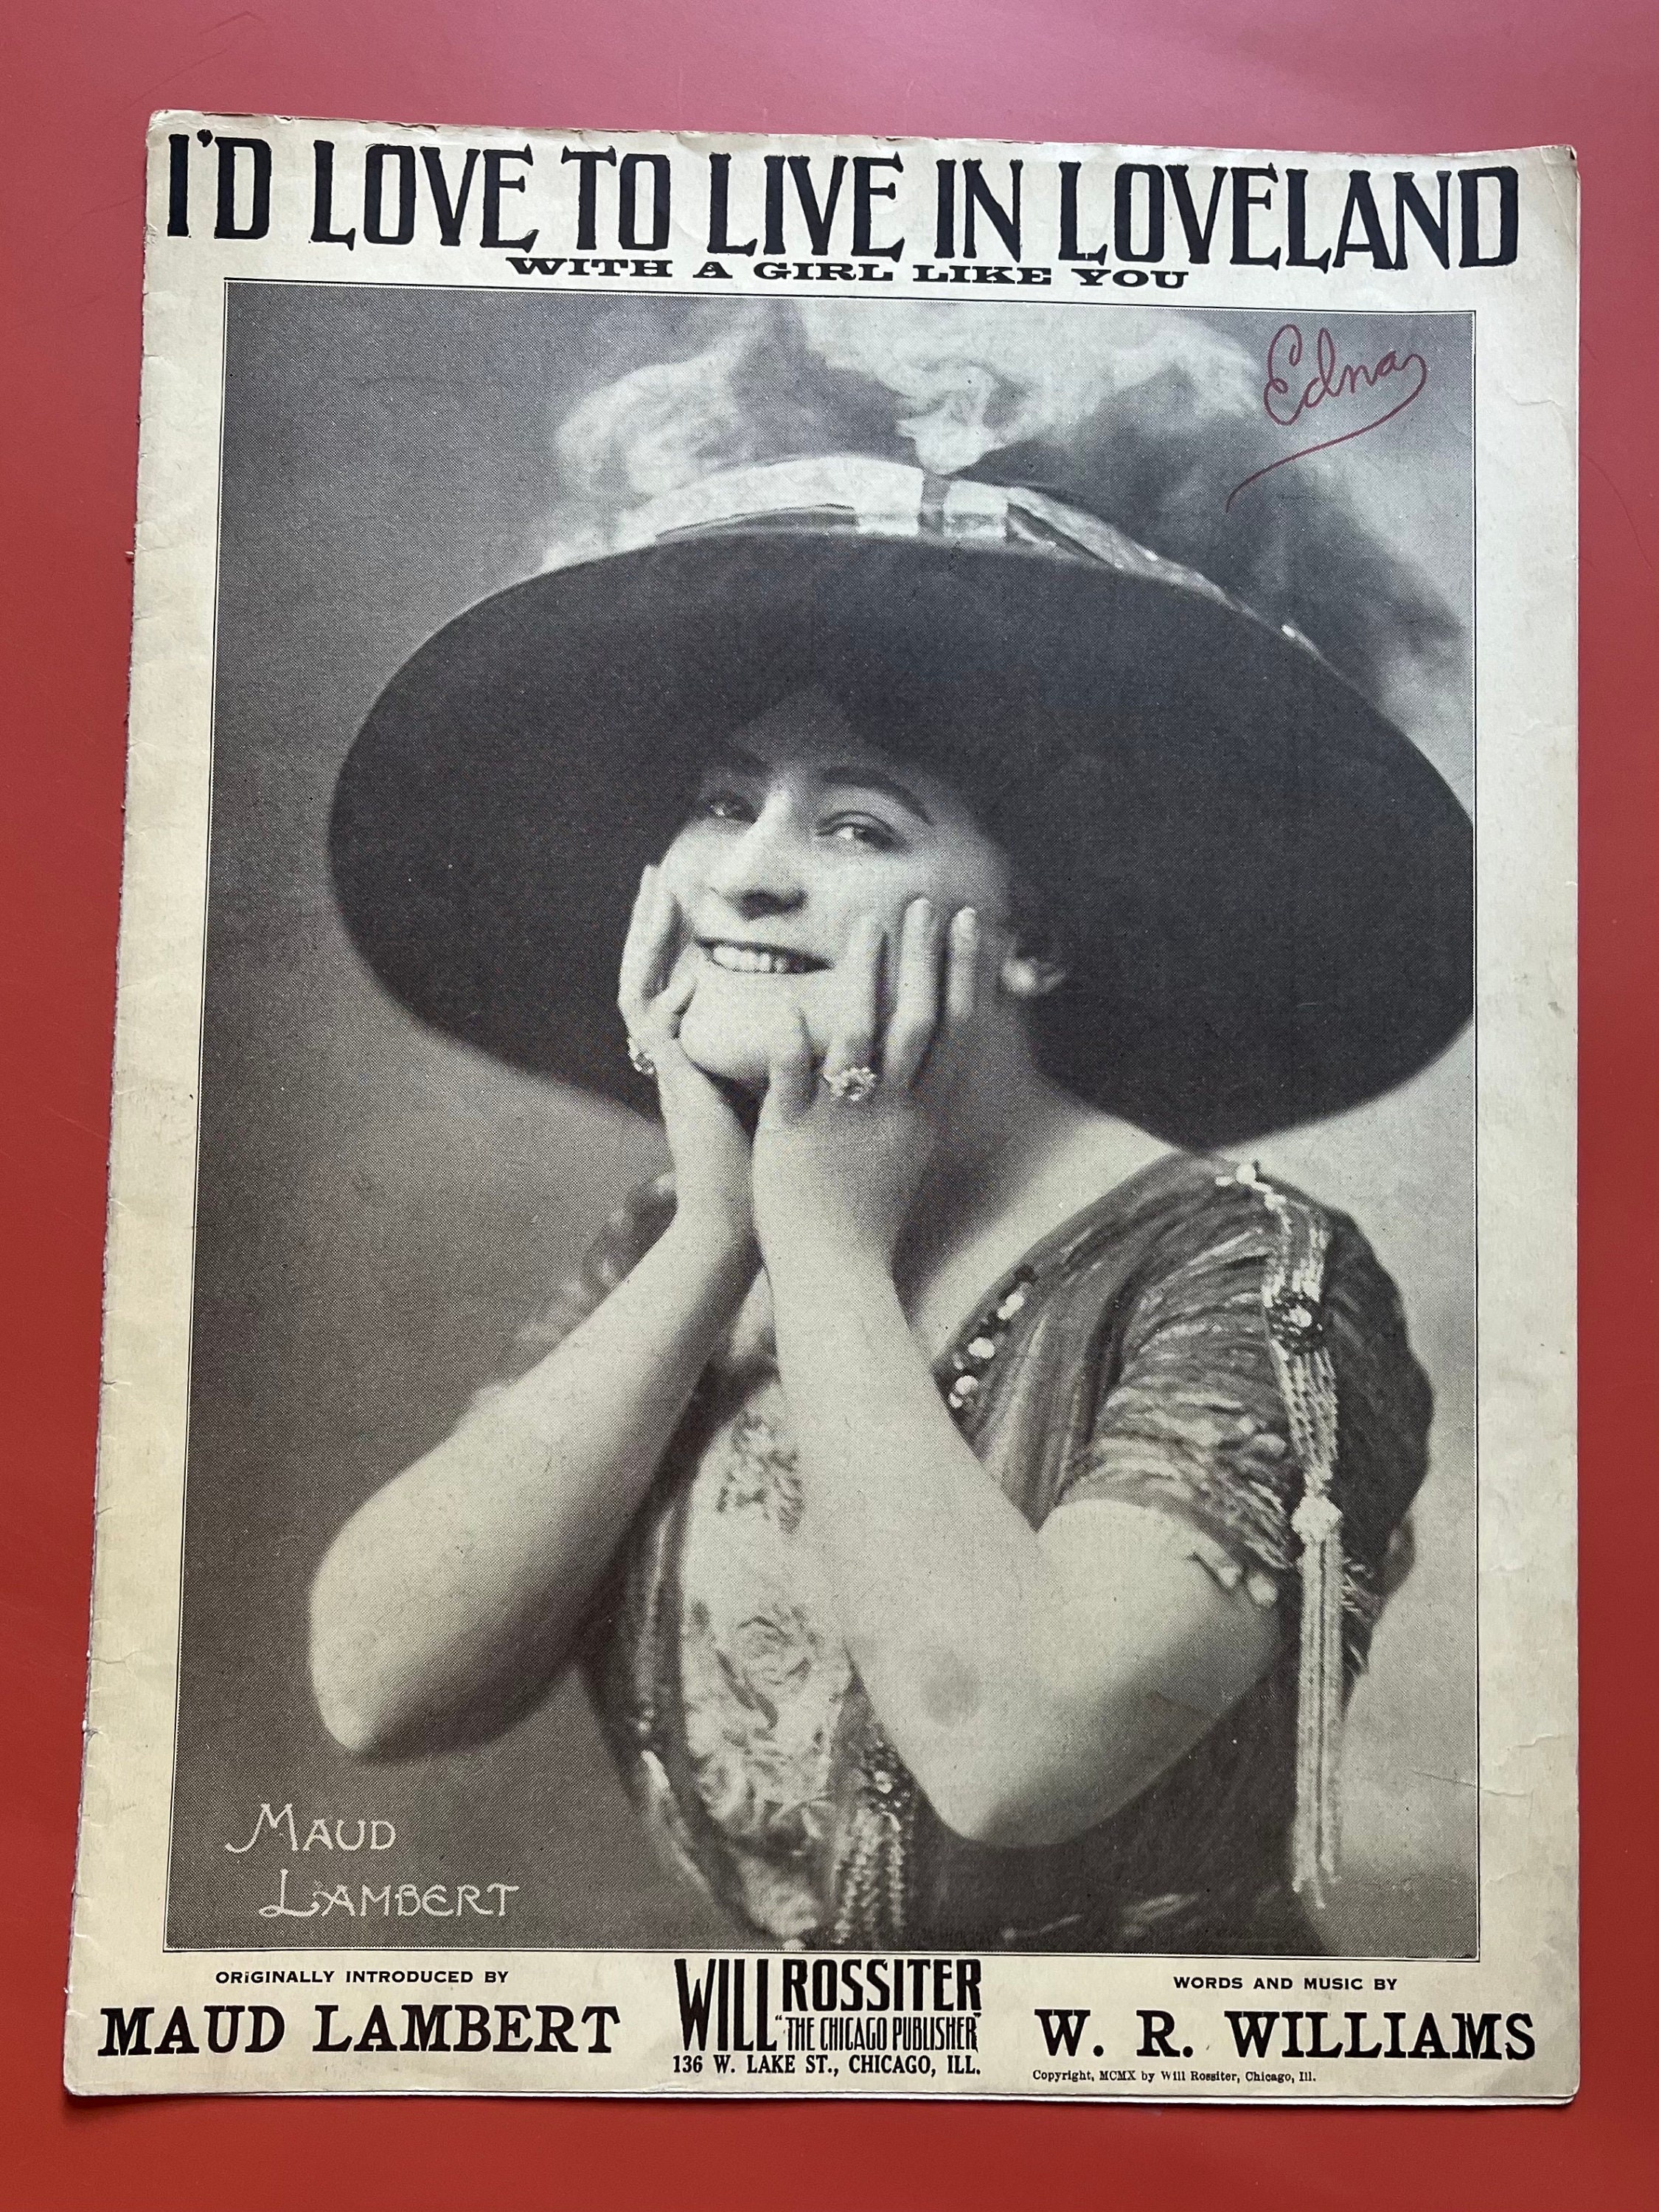 I'D LOVE TO LIVE IN LOVELAND
WITH A GIRL LIKE YOU
Edna
MAUD
LAMBERT
ORIGINALLY INTRODUCED BY
MAUD LAMBERT
WILL ROSSITER
"THE CHICAGO PUBLISHER"
136 W. LAKE ST., CHICAGO, ILL.
WORDS AND MUSIC BY
W. R. WILLIAMS
Copyright, MCMX by Will Rossiter, Chicago, Ill.